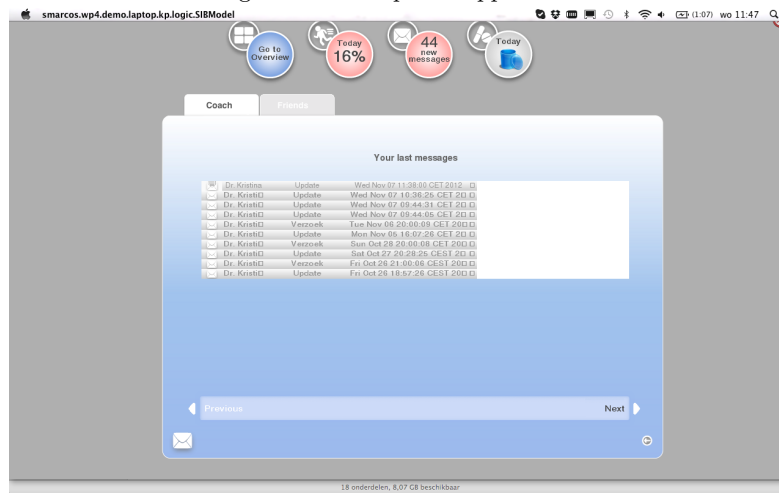 smarcos.wp4.demo.laptop.kp.logic.SIBModel (1:07) wo 11:47
Go to Overview
Today 16%
44 new messages
Today
Coach Friends
Your last messages
Dr. Kristina Update Wed Nov 07 11:38:00 CET 2012
Dr. Kristi Update Wed Nov 07 10:36:25 CET 20
Dr. Kristi Update Wed Nov 07 09:44:31 CET 20
Dr. Kristi Update Wed Nov 07 09:44:05 CET 20
Dr. Kristi Verzoek Tue Nov 06 20:00:09 CET 20
Dr. Kristi Update Mon Nov 05 16:07:26 CET 20
Dr. Kristi Verzoek Sun Oct 28 20:00:08 CET 20
Dr. Kristi Update Sat Oct 27 20:28:25 CEST 20
Dr. Kristi Verzoek Fri Oct 26 21:00:06 CEST 20
Dr. Kristi Update Fri Oct 26 18:57:26 CEST 20
Previous Next
18 onderdelen, 8,07 GB beschikbaar